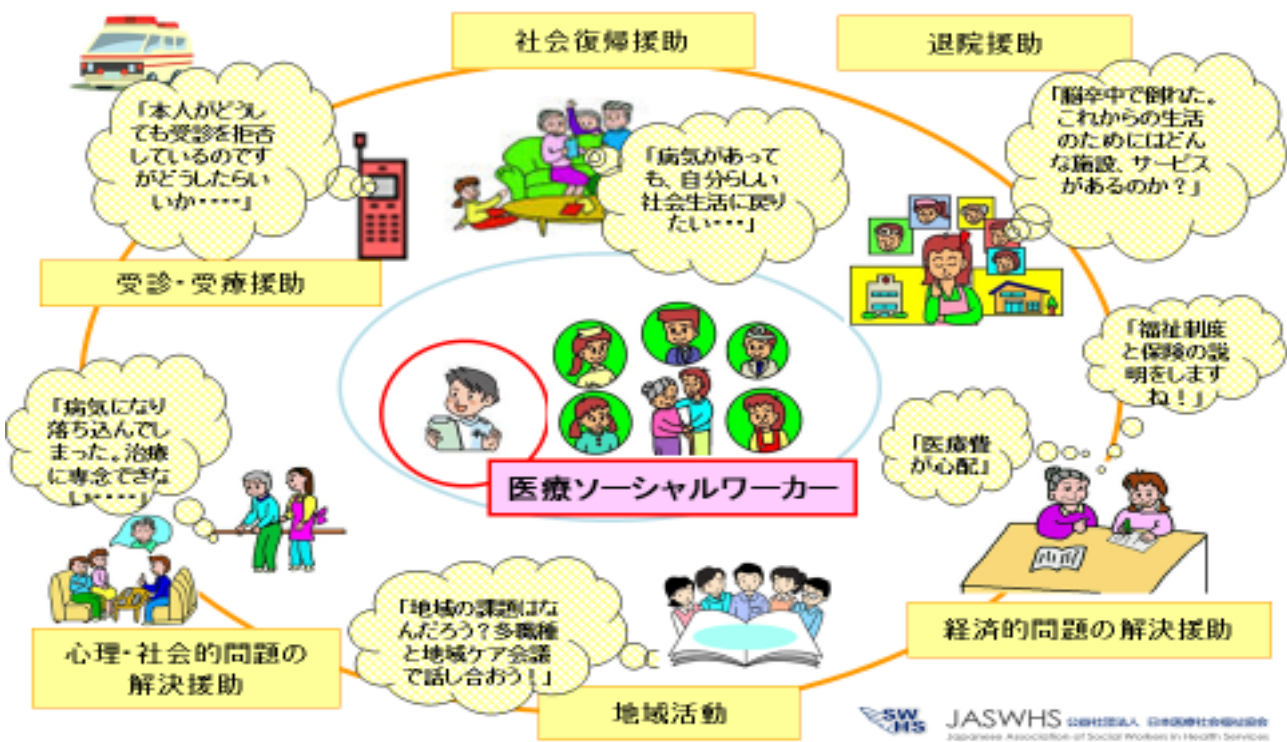 社会復帰援助
退院援助
「本人がどうし
ても受診を拒否
しているのです
がどうしたらい
いか・・・・」
「病気があって
も、自分らしい
社会生活に戻り
たい・・・」
「脳卒中で倒れた。
これからの生活
のためにはどん
な施設、サービス
があるのか?」
受診・受療援助
「福祉制度
と保険の説
明をします
ね!」
「病気になり
落ち込んでし
まった。治療
に専念できな
い・・・・」
「医療費
が心配」
医療ソーシャルワーカー
「地域の課題はな
んだろう?多職種
と地域ケア会議
で話し合おう!」
経済的問題の解決援助
心理・社会的問題の
解決援助
地域活動
SW
HS
JASWHS 公益社団法人 日本医療社会福祉協会
Japanese Association of Social Workers in Health Services